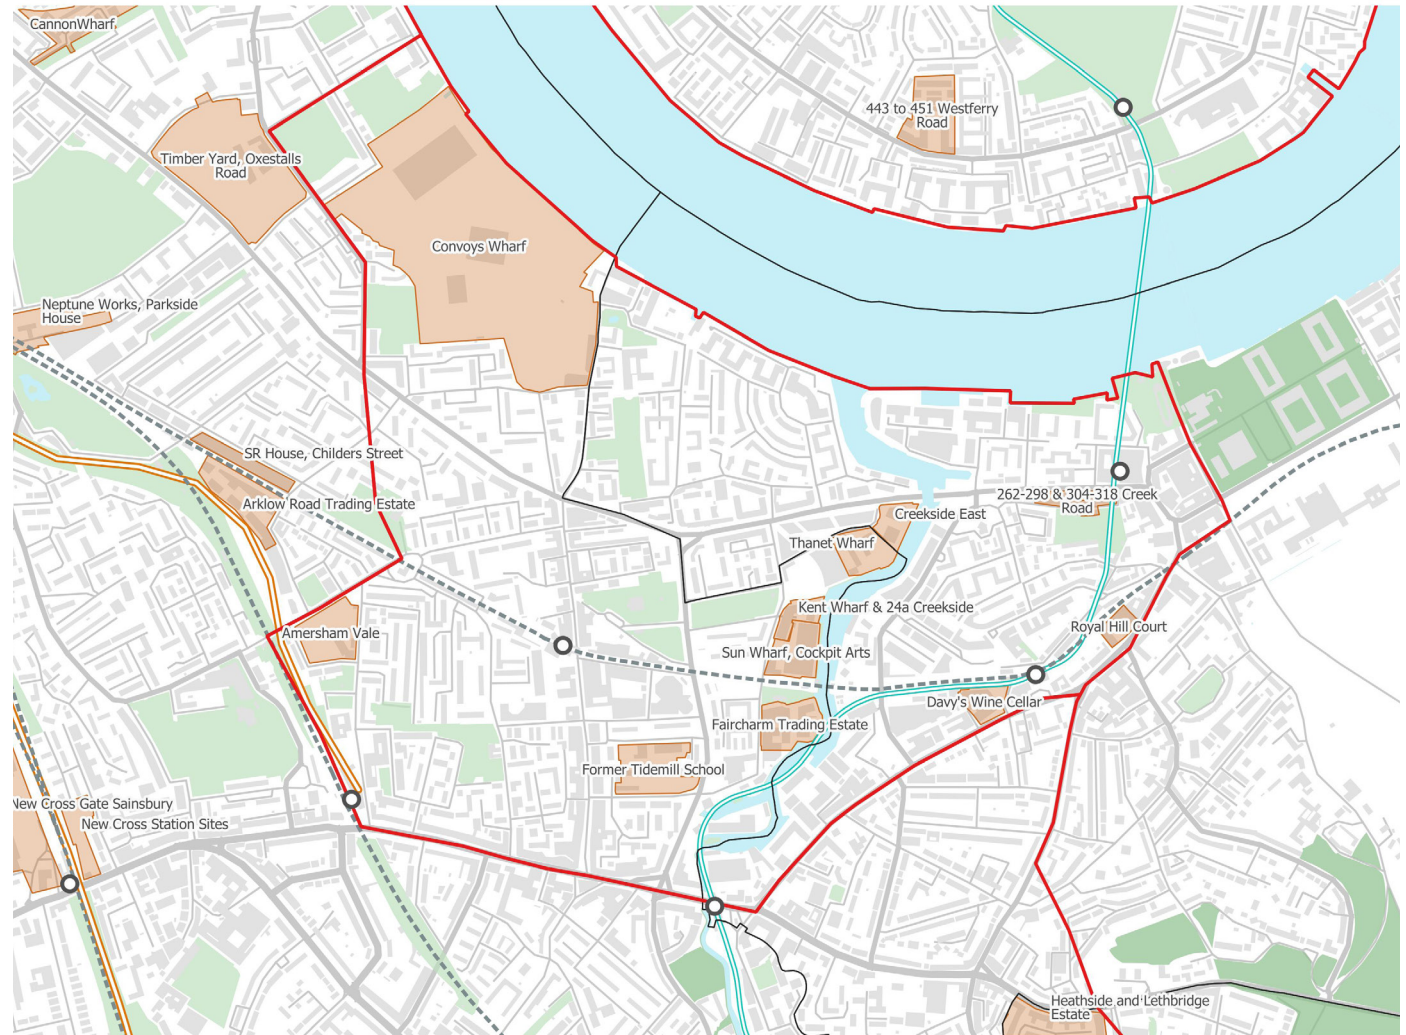 CannonWharf
443 to 451 Westferry
Road
Timber Yard, Oxestalls
Road
Convoys Wharf
Neptune Works, Parkside
House
SR House, Childers Street
Arklow Road Trading Estate
262-298 & 304-318 Creek
Road
Creekside East
Thanet Wharf
Kent Wharf & 24a Creekside
Royal Hill Court
Amersham Vale
Sun Wharf, Cockpit Arts
Davy's Wine Cellar
Faircharm Trading Estate
Former Tidemill School
New Cross Gate Sainsbury
New Cross Station Sites
Heathside and Lethbridge
Estate